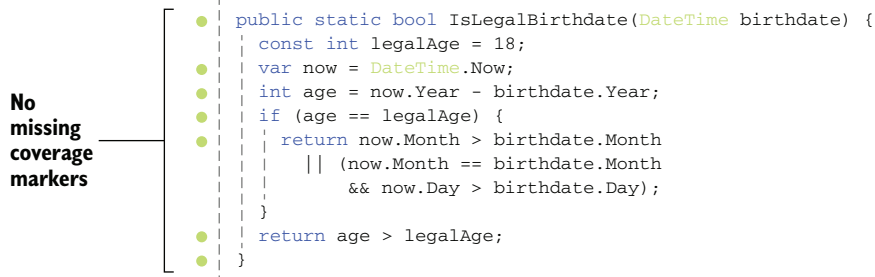 public static bool IsLegalBirthdate(DateTime birthdate) {
const int legalAge = 18;
var now = DateTime.Now;
int age = now.Year - birthdate.Year;
if (age == legalAge) {
return now.Month > birthdate.Month
|| (now.Month == birthdate.Month
&& now.Day > birthdate.Day);
}
return age > legalAge;
}
No
missing
coverage
markers